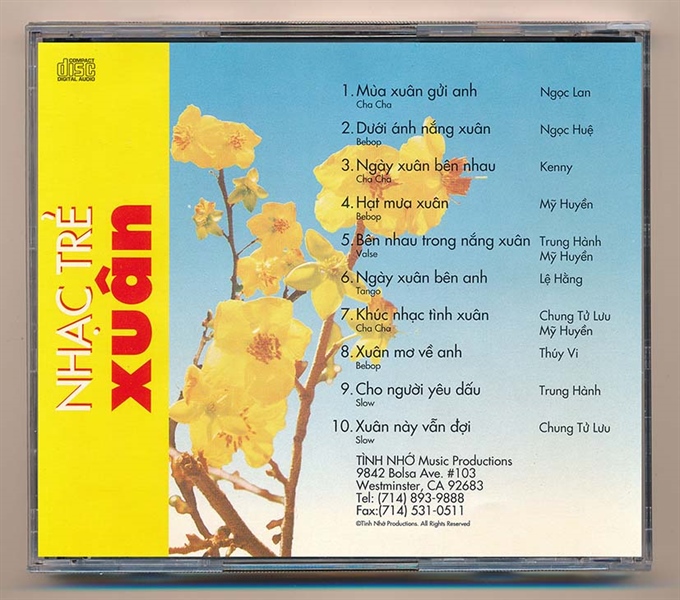 COMPACT
disc
DIGITAL AUDIO
NHẠC TRẺ
xuân
1. Mùa xuân gửi anh Ngọc Lan
Cha Cha
2. Dưới ánh nắng xuân Ngọc Huệ
Bebop
3. Ngày xuân bên nhau Kenny
Cha Cha
4. Hạt mưa xuân Mỹ Huyền
Bebop
5. Bên nhau trong nắng xuân Trung Hành
Valse Mỹ Huyền
6. Ngày xuân bên anh Lệ Hằng
Tango
7. Khúc nhạc tình xuân Chung Tử Lưu
Cha Cha Mỹ Huyền
8. Xuân mơ về anh Thúy Vi
Bebop
9. Cho người yêu dấu Trung Hành
Slow
10. Xuân này vẫn đợi Chung Tử Lưu
Slow
TÌNH NHỚ Music Productions
9842 Bolsa Ave. #103
Westminster, CA 92683
Tel: (714) 893-9888
Fax:(714) 531-0511
©Tình Nhớ Productions. All Rights Reserved